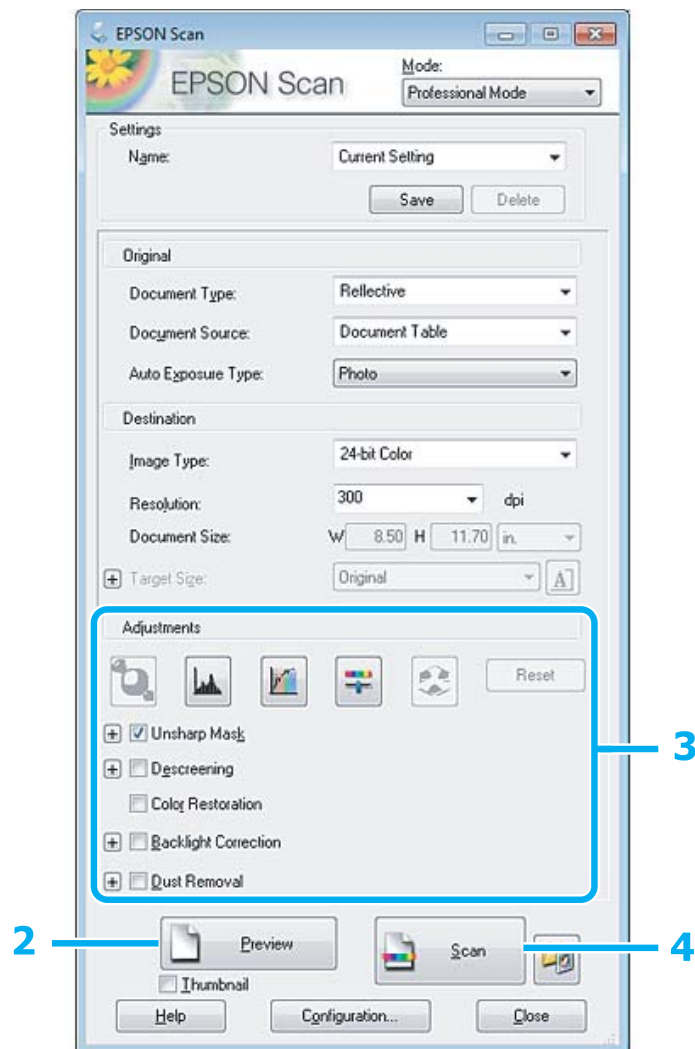 EPSON Scan
EPSON Scan
Mode:
Professional Mode
Settings
Name: Current Setting
Save Delete
Original
Document Type: Reflective
Document Source: Document Table
Auto Exposure Type: Photo
Destination
Image Type: 24-bit Color
Resolution: 300 dpi
Document Size: W 8.50 H 11.70 in.
Target Size: Original A
Adjustments
Reset
Unsharp Mask
3
Descreening
Color Restoration
Backlight Correction
Dust Removal
2 Preview Scan 4
Thumbnail
Help Configuration... Close